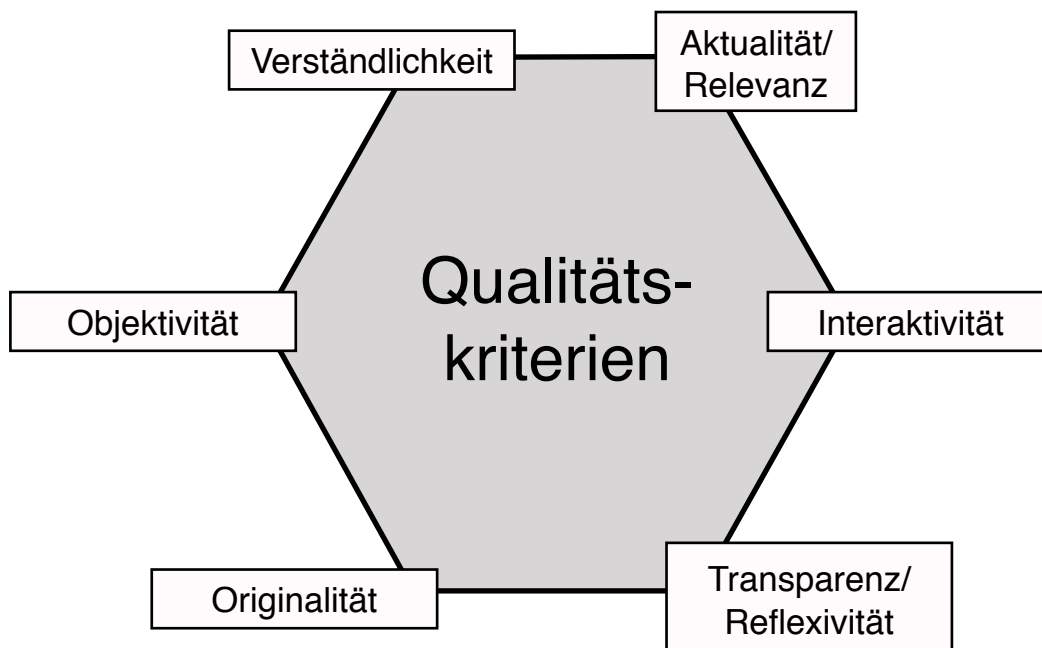 Verständlichkeit
Aktualität/
Relevanz
Qualitäts-
kriterien
Objektivität
Interaktivität
Originalität
Transparenz/
Reflexivität